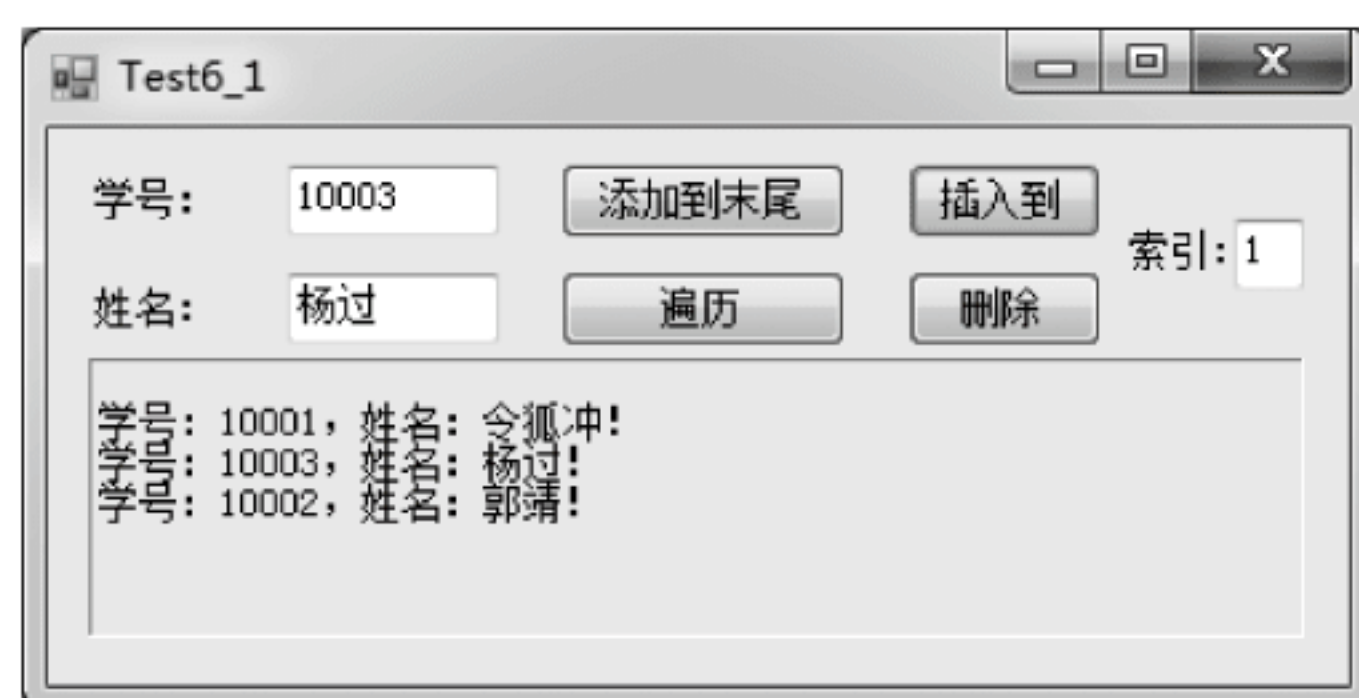 Test6_1
学号: 10003 添加到末尾 插入到
索引: 1
姓名: 杨过 遍历 删除
学号: 10001, 姓名: 令狐冲!
学号: 10003, 姓名: 杨过!
学号: 10002, 姓名: 郭靖!